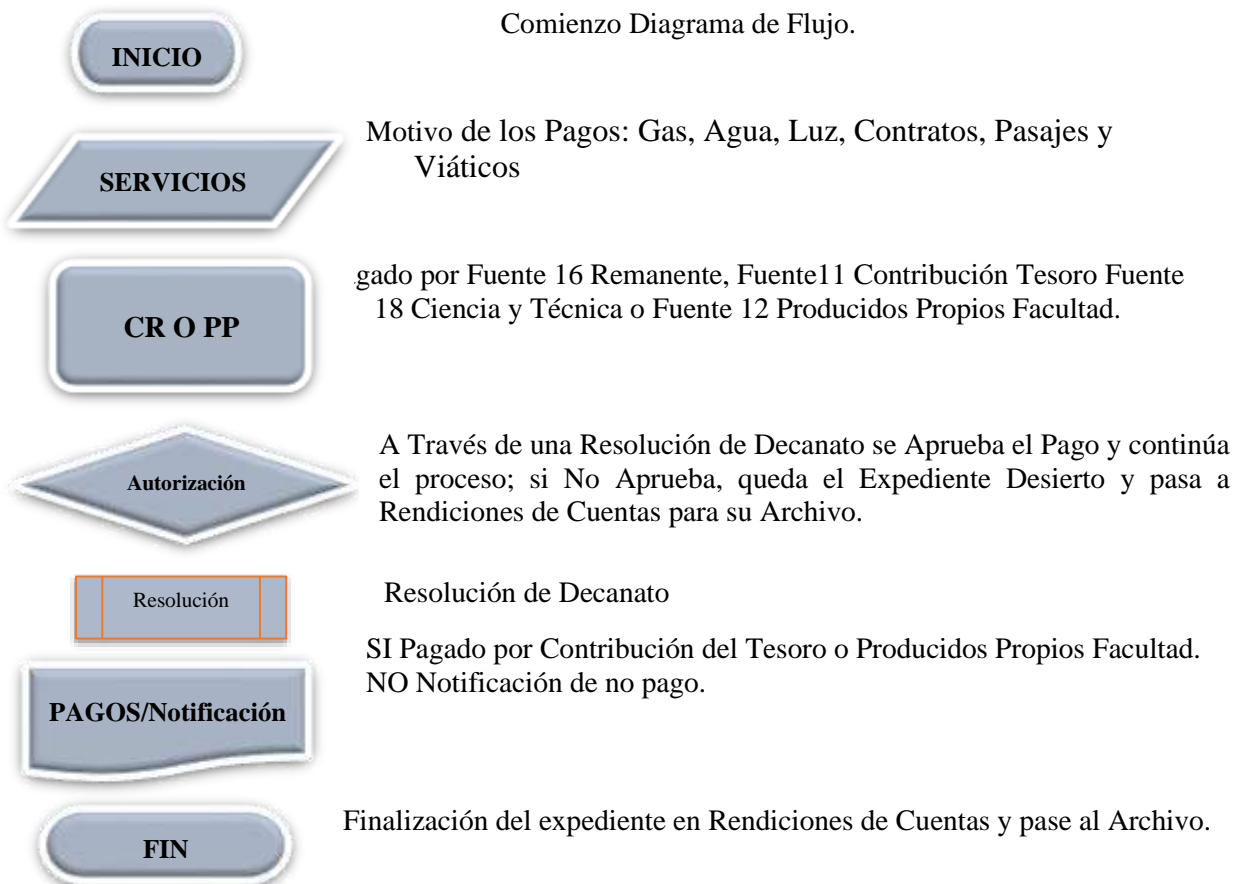 Comienzo Diagrama de Flujo.
INICIO
Motivo de los Pagos: Gas, Agua, Luz, Contratos, Pasajes y
Viáticos
SERVICIOS
gado por Fuente 16 Remanente, Fuente11 Contribución Tesoro Fuente
18 Ciencia y Técnica o Fuente 12 Producidos Propios Facultad.
CR O PP
A Través de una Resolución de Decanato se Aprueba el Pago y continúa
el proceso; si No Aprueba, queda el Expediente Desierto y pasa a
Rendiciones de Cuentas para su Archivo.
Autorización
Resolución
Resolución de Decanato
SI Pagado por Contribución del Tesoro o Producidos Propios Facultad.
NO Notificación de no pago.
PAGOS/Notificación
Finalización del expediente en Rendiciones de Cuentas y pase al Archivo.
FIN